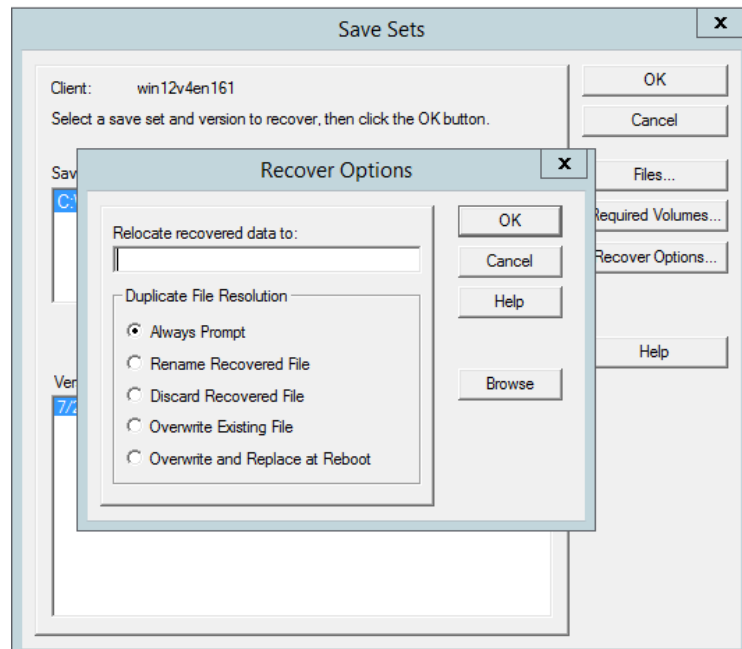 Save Sets
x
Client: win12v4en161
Select a save set and version to recover, then click the OK button.
OK
Cancel
Files...
Required Volumes...
Recover Options...
Help
Recover Options
x
Relocate recovered data to:
Duplicate File Resolution
Always Prompt
Rename Recovered File
Discard Recovered File
Overwrite Existing File
Overwrite and Replace at Reboot
OK
Cancel
Help
Browse